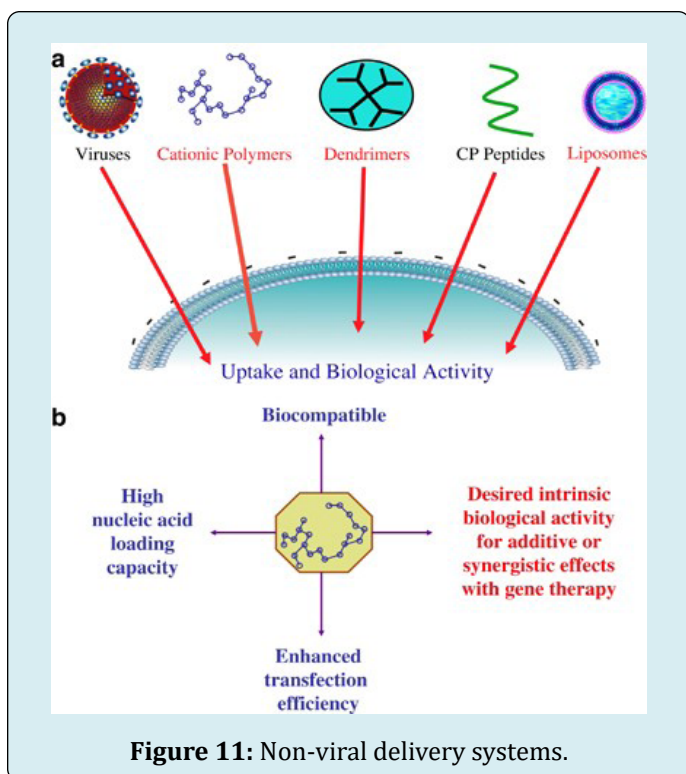 a
Viruses
Cationic Polymers
Dendrimers
CP Peptides
Liposomes
Uptake and Biological Activity
b
Biocompatible
High
nucleic acid
loading
capacity
Desired intrinsic
biological activity
for additive or
synergistic effects
with gene therapy
Enhanced
transfection
efficiency
Figure 11: Non-viral delivery systems.